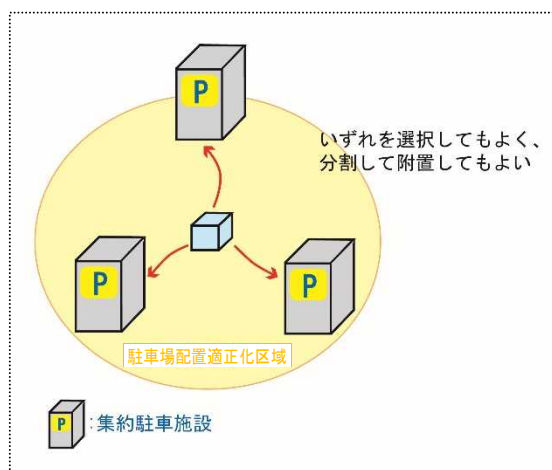 P
いずれを選択してもよく、
分割して附置してもよい
P
P
駐車場配置適正化区域
P :集約駐車施設